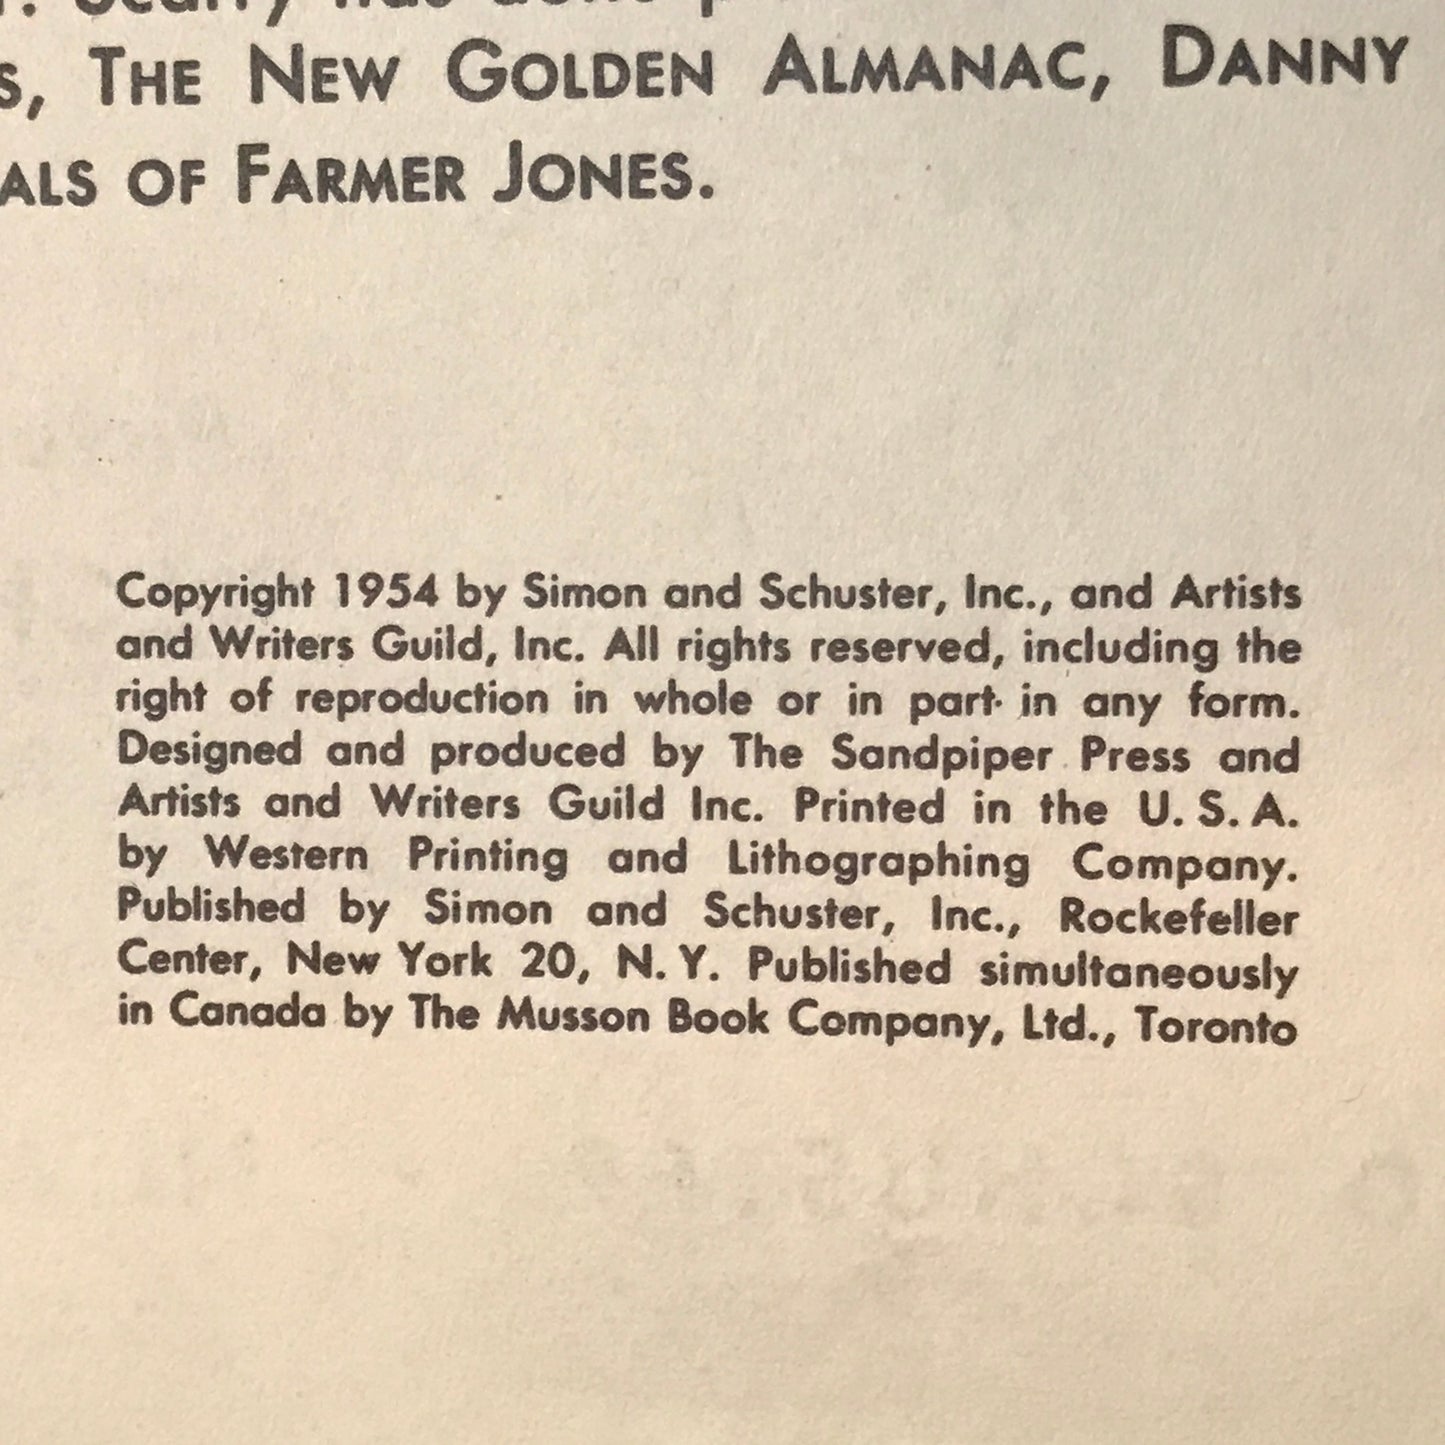 Scarry has done
THE NEW GOLDEN ALMANAC, DANNY
OF FARMER JONES.
Copyright 1954 by Simon and Schuster, Inc., and Artists
and Writers Guild, Inc. All rights reserved, including the
right of reproduction in whole or in part in any form.
Designed and produced by The Sandpiper Press and
Artists and Writers Guild Inc. Printed in the U. S. A.
by Western Printing and Lithographing Company.
Published by Simon and Schuster, Inc., Rockefeller
Center, New York 20, N. Y. Published simultaneously
in Canada by The Musson Book Company, Ltd., Toronto